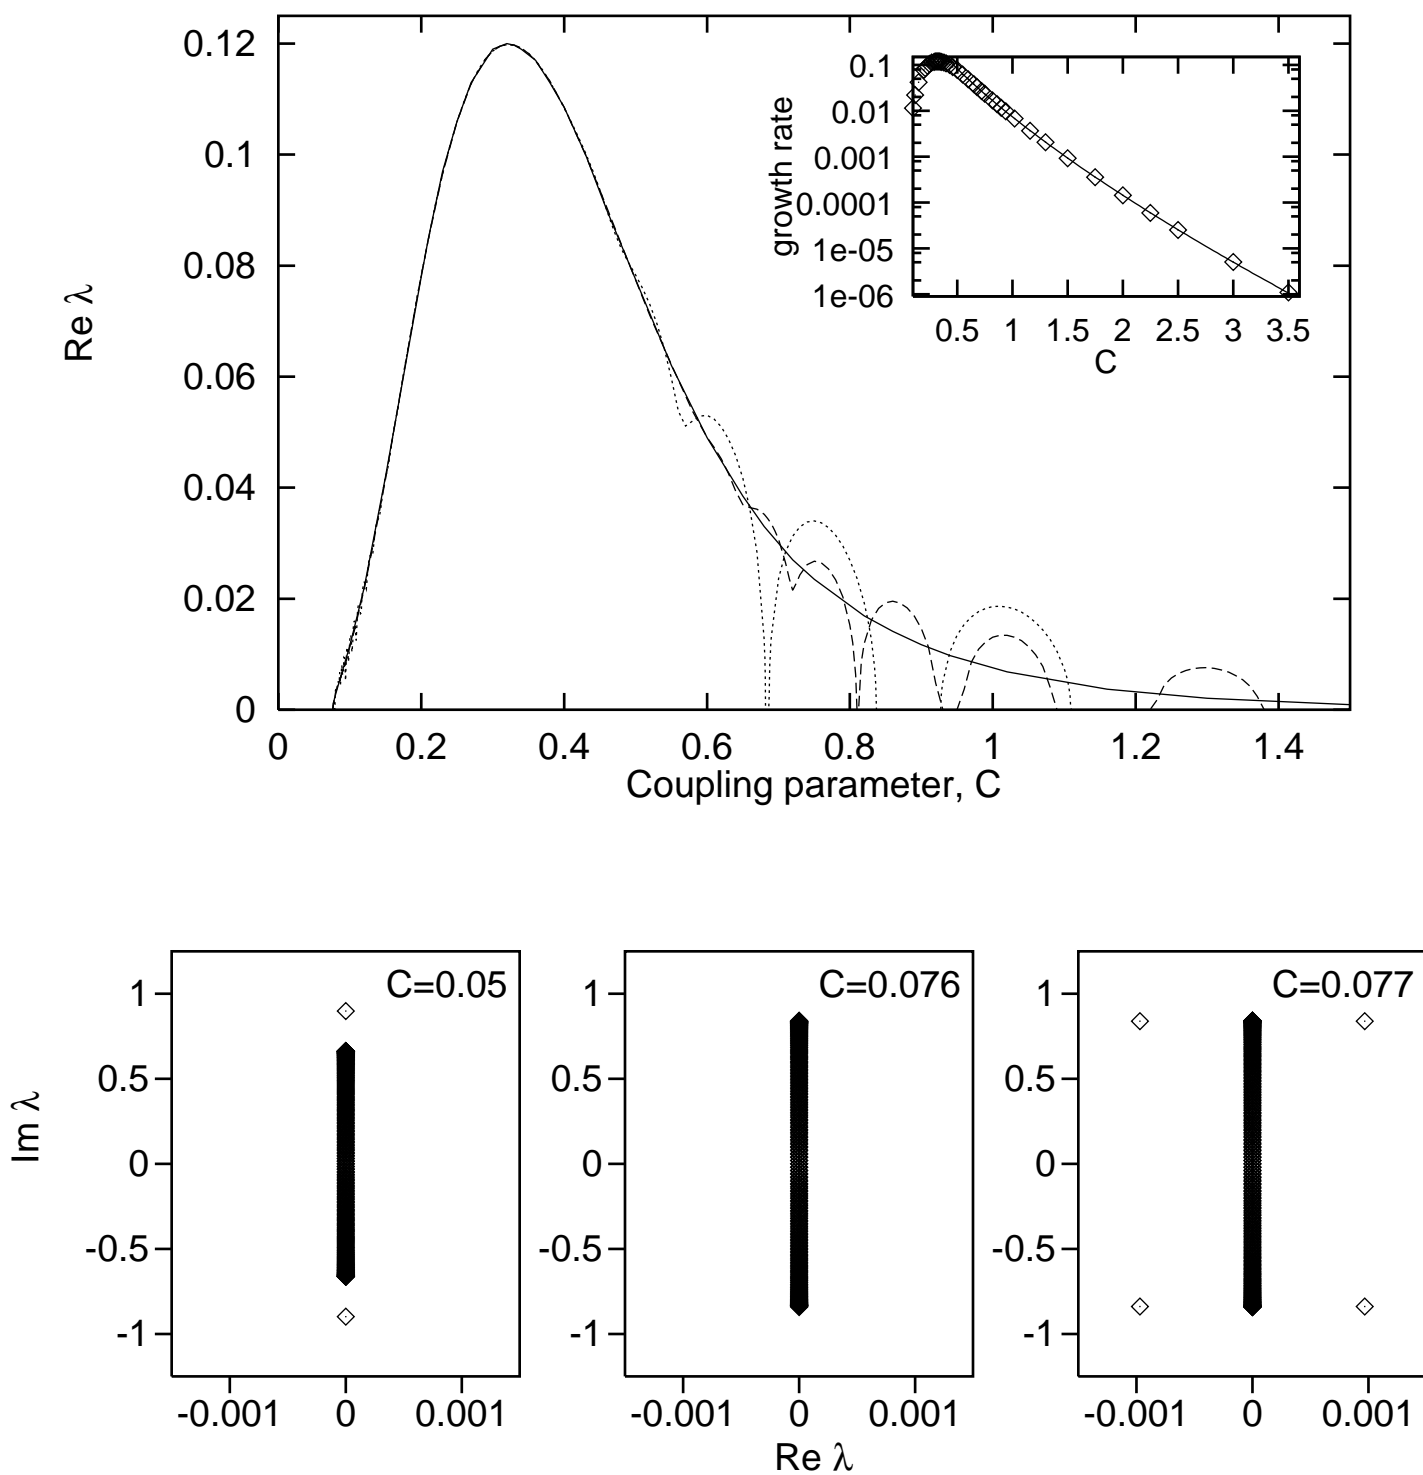 0.12
0.1
0.08
0.06
0.04
0.02
0
Re λ
0 0.2 0.4 0.6 0.8 1 1.2 1.4
Coupling parameter, C
0.1
0.01
0.001
0.0001
1e-05
1e-06
growth rate
0.5 1 1.5 2 2.5 3 3.5
C
C=0.05
1
0.5
0
-0.5
-1
-0.001 0 0.001
Im λ
C=0.076
1
0.5
0
-0.5
-1
-0.001 0 0.001
Re λ
C=0.077
1
0.5
0
-0.5
-1
-0.001 0 0.001